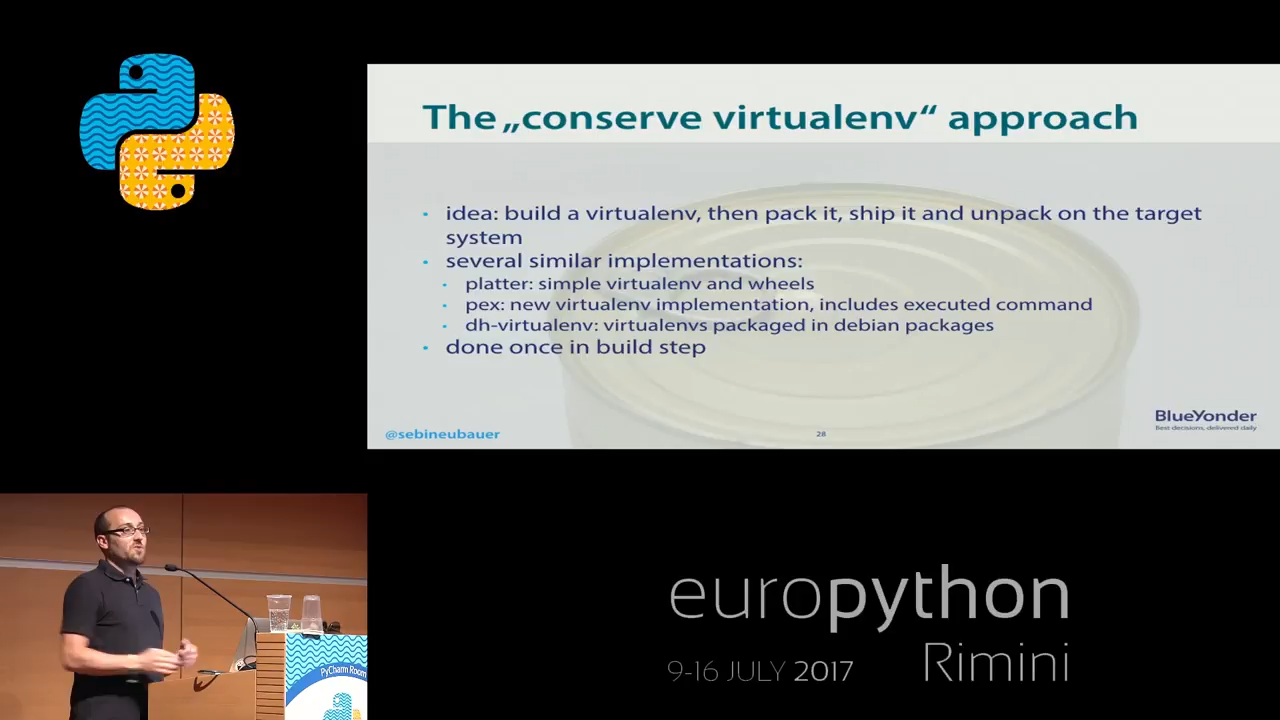 The „conserve virtualenv“ approach
• idea: build a virtualenv, then pack it, ship it and unpack on the target
system
• several similar implementations:
• platter: simple virtualenv and wheels
• pex: new virtualenv implementation, includes executed command
• dh-virtualenv: virtualenvs packaged in debian packages
• done once in build step
@sebineubauer
28
BlueYonder
Best decisions, delivered daily
PyCharm Room
europython
9-16 JULY 2017
Rimini